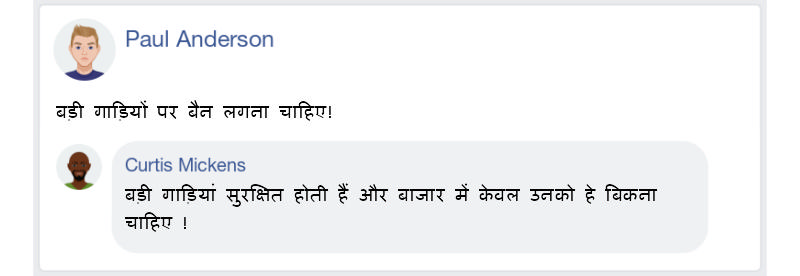 Paul Anderson
बड़ी गाड़ियों पर बैन लगना चाहिए!
Curtis Mickens
बड़ी गाड़ियां सुरक्षित होती हैं और बाजार में केवल उनको हे बिकना
चाहिए !